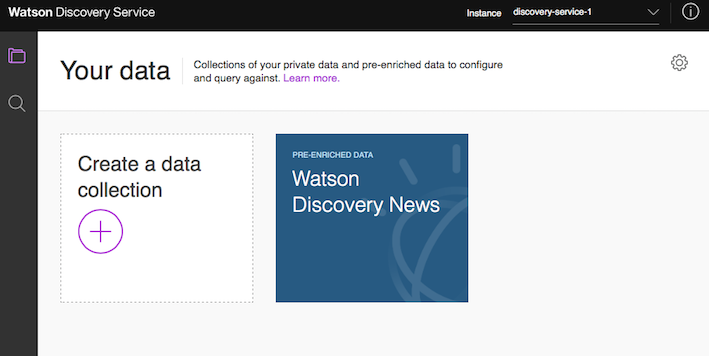 Watson Discovery Service
Instance discovery-service-1
Your data
Collections of your private data and pre-enriched data to configure
and query against. Learn more.
Create a data
collection
PRE-ENRICHED DATA
Watson
Discovery News